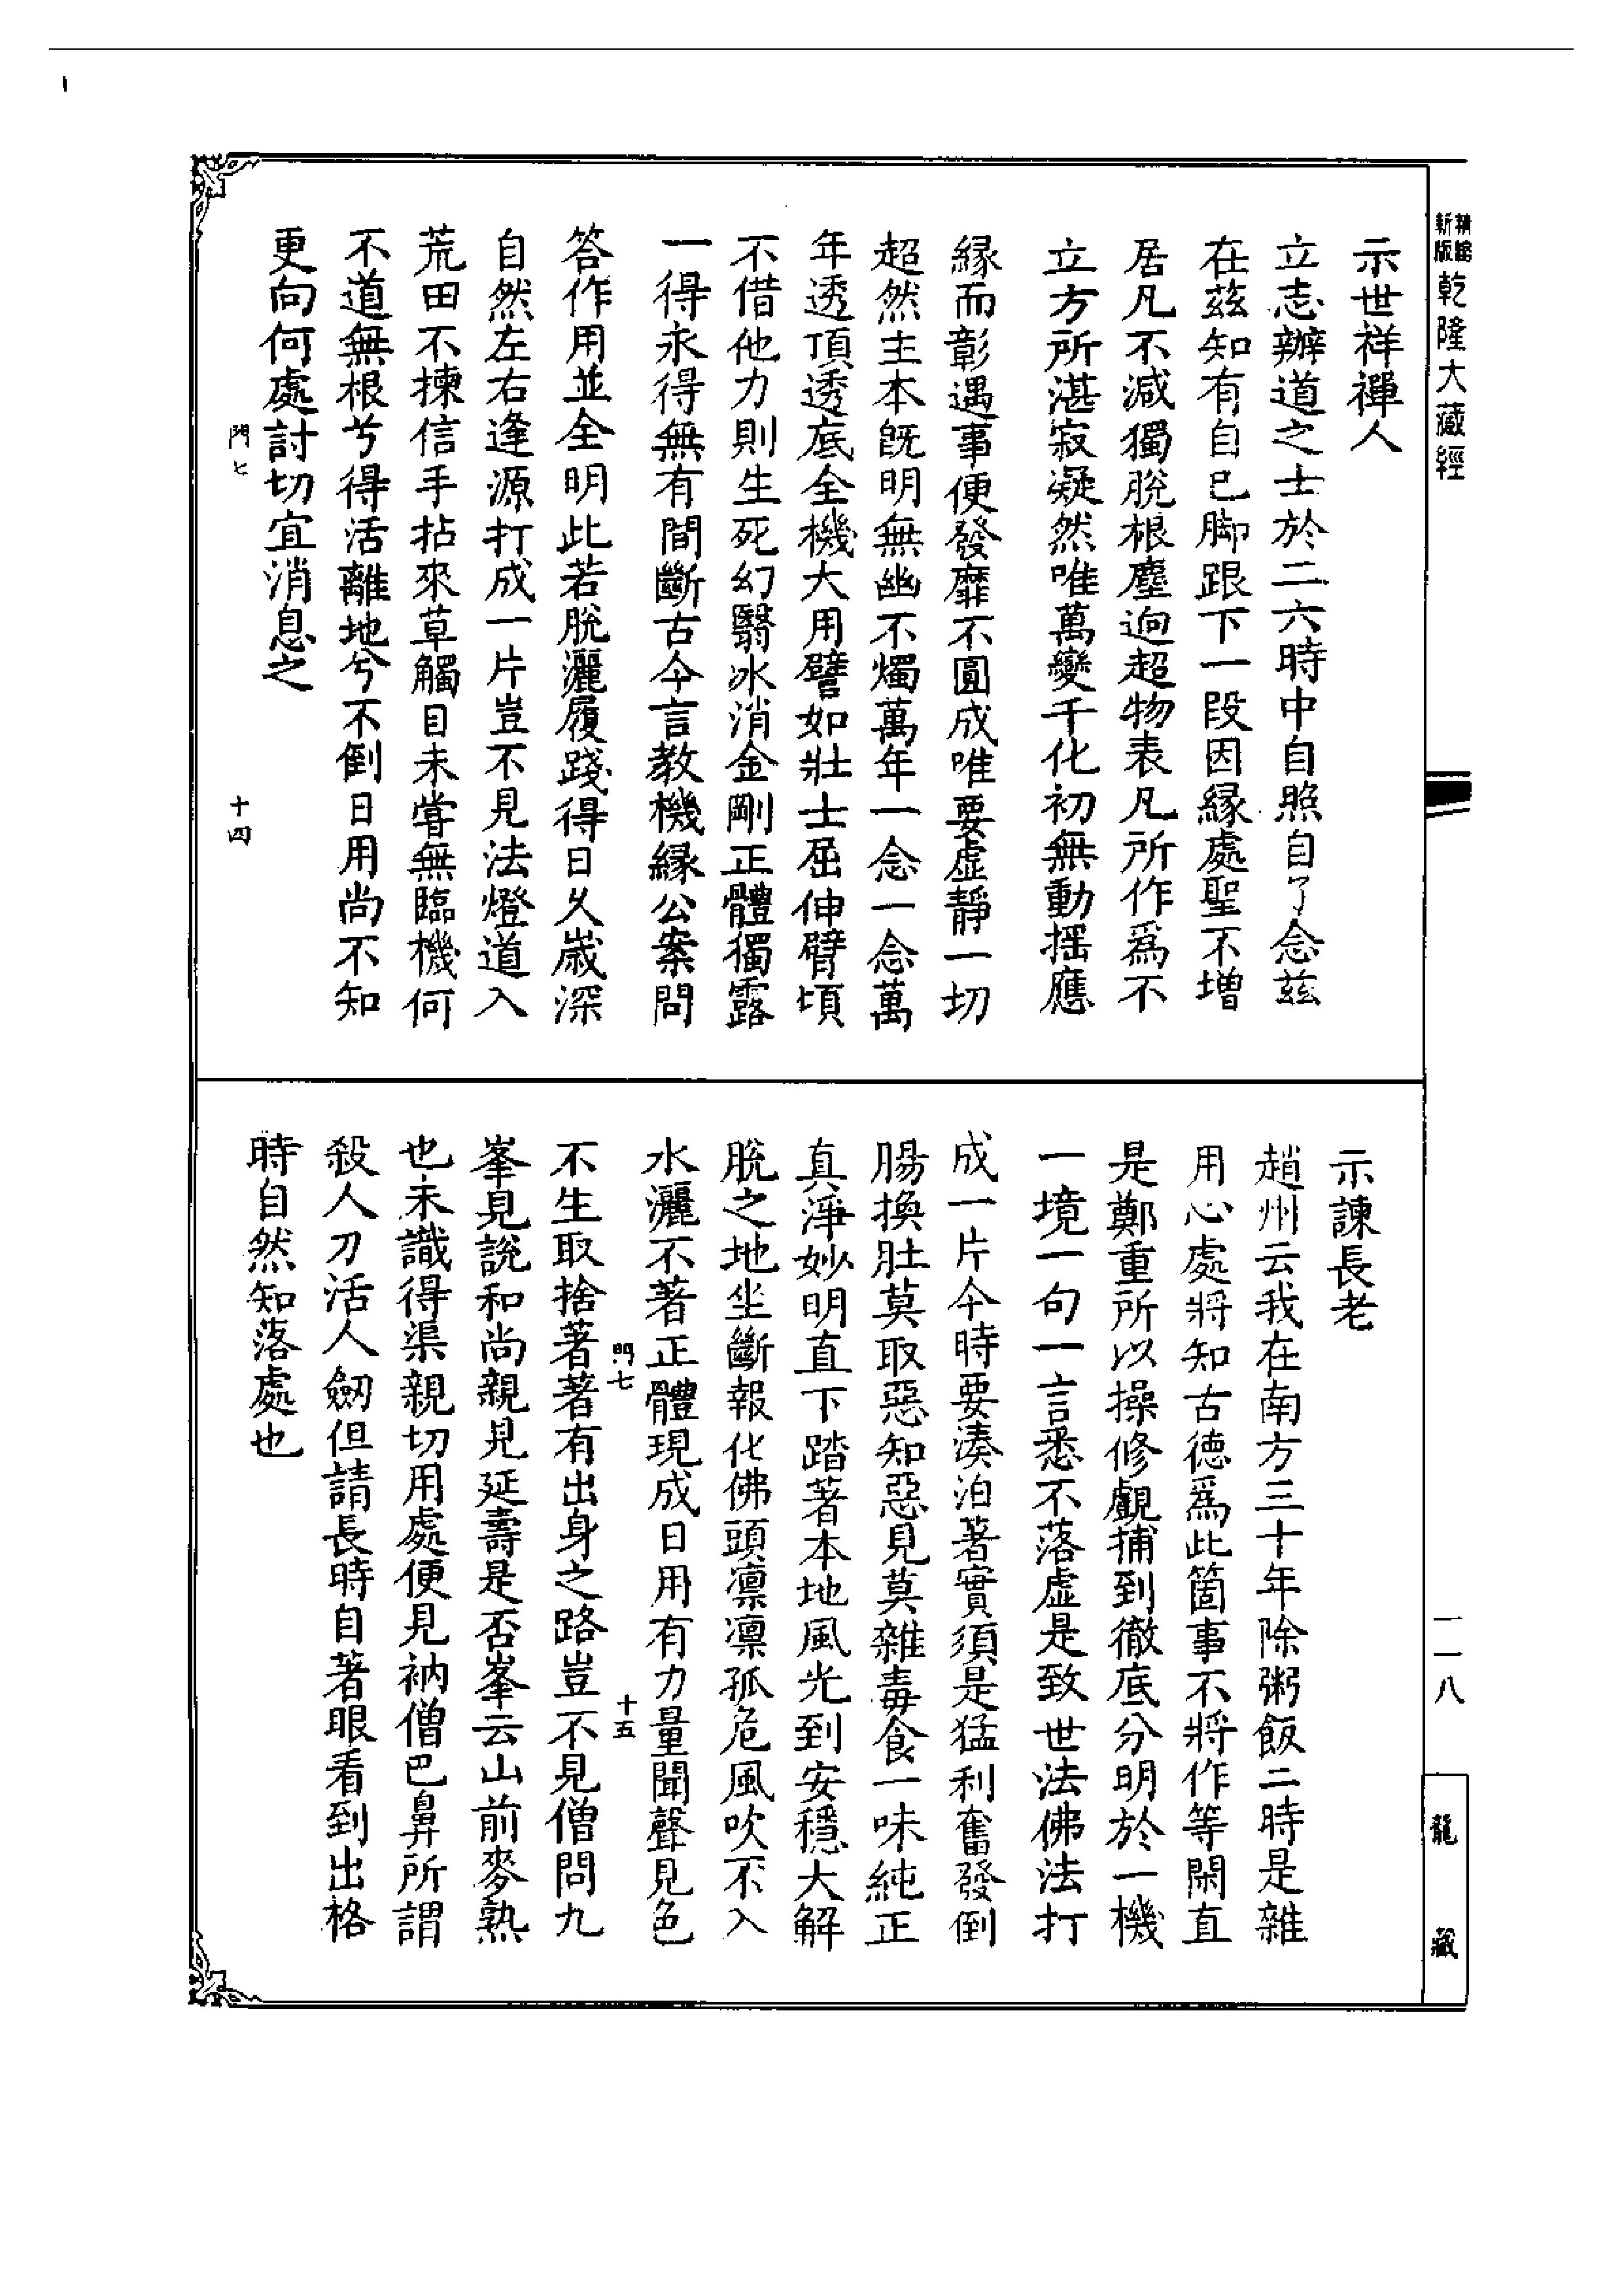 新編
新版
乾隆大藏經
示世祥禪人
立志辦道之士於二六時中自照自了念茲
在茲知有自己脚跟下一段因緣處聖不增
居凡不減獨脫根塵逈超物表凡所作爲不
立方所湛寂凝然唯萬變千化初無動搖應
緣而彰遇事便發靡不圓成唯要虛靜一切
超然主本旣明無幽不燭萬年一念一念萬
年透頂透底全機大用譬如壯士屈伸臂頃
不借他力則生死幻翳冰消金剛正體獨露
一得永得無有間斷古今言教機緣公案問
答作用並全明此若脫灑履踐得日久歲深
自然左右逢源打成一片豈不見法燈道入
荒田不揀信手拈來草觸目未甞無臨機何
不道無根兮得活離地兮不倒日用尚不知
更向何處討切宜消息之
門七
十四
示諫長老
趙州云我在南方三十年除粥飯二時是雜
用心處將知古德爲此箇事不將作等閑直
是鄭重所以操修覰捕到徹底分明於一機
一境一句一言悉不落虛是致世法佛法打
成一片今時要湊泊著實須是猛利奮發倒
腸換肚莫取惡知惡見莫雜毒食一味純正
真淨妙明直下踏著本地風光到安穩大解
脫之地坐斷報化佛頭凜凜孤危風吹不入
水灑不著正體現成日用有力量聞聲見色
門七
十五
不生取捨著著有出身之路豈不見僧問九
峯見說和尚親見延壽是否峯云山前麥熟
也未識得渠親切用處便見衲僧巴鼻所謂
殺人刀活人劒但請長時自著眼看到出格
時自然知落處也
一一八
龍藏